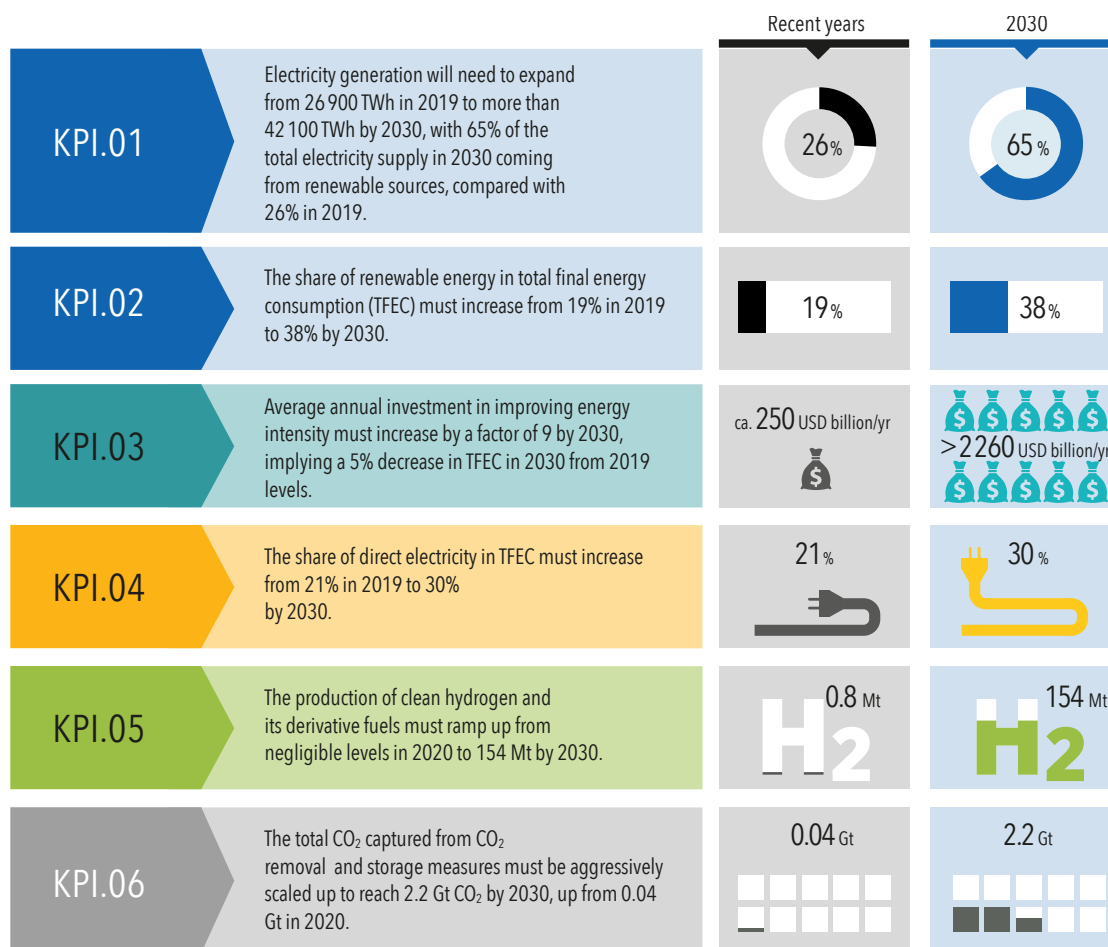 Recent years
2030
KPI.01
Electricity generation will need to expand
from 26 900 TWh in 2019 to more than
42 100 TWh by 2030, with 65% of the
total electricity supply in 2030 coming
from renewable sources, compared with
26% in 2019.
26%
65 %
KPI.02
The share of renewable energy in total final energy
consumption (TFEC) must increase from 19% in 2019
to 38% by 2030.
19%
38%
KPI.03
Average annual investment in improving energy
intensity must increase by a factor of 9 by 2030,
implying a 5% decrease in TFEC in 2030 from 2019
levels.
ca. 250 USD billion/yr
$
$ $ $ $ $
>2 260 USD billion/yr
$ $ $ $ $
KPI.04
The share of direct electricity in TFEC must increase
from 21% in 2019 to 30%
by 2030.
21%
30 %
KPI.05
The production of clean hydrogen and
its derivative fuels must ramp up from
negligible levels in 2020 to 154 Mt by 2030.
0.8 Mt
H2
154 Mt
H2
KPI.06
The total CO₂ captured from CO₂
removal and storage measures must be aggressively
scaled up to reach 2.2 Gt CO₂ by 2030, up from 0.04
Gt in 2020.
0.04 Gt
2.2 Gt